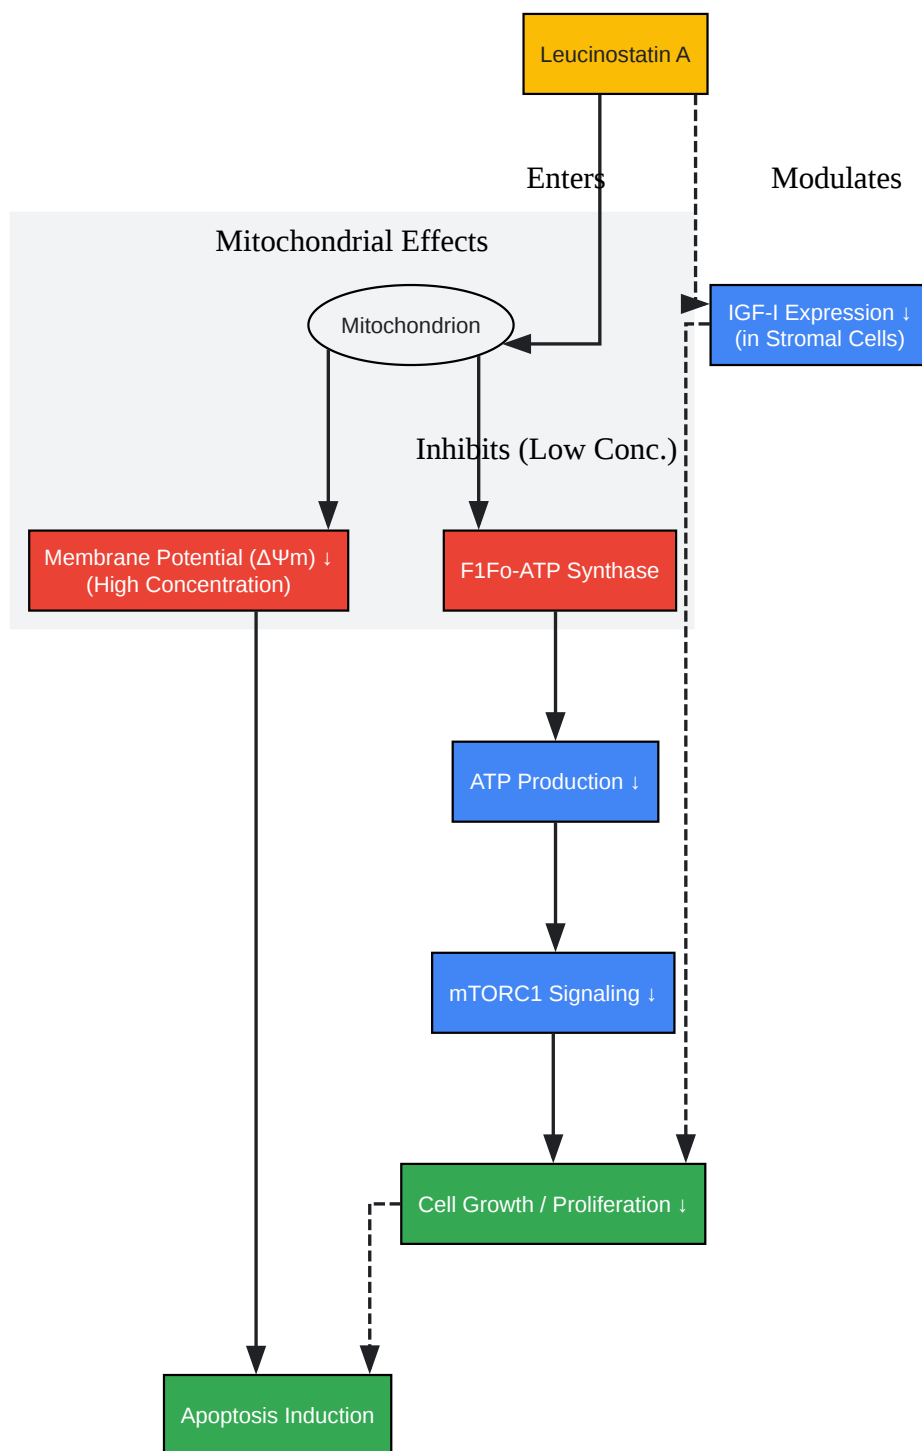 Leucinostatin A
Enters
Modulates
Mitochondrial Effects
Mitochondrion
IGF-I Expression ↓
(in Stromal Cells)
Inhibits (Low Conc.)
Membrane Potential (ΔΨm) ↓
(High Concentration)
F1Fo-ATP Synthase
ATP Production ↓
mTORC1 Signaling ↓
Cell Growth / Proliferation ↓
Apoptosis Induction